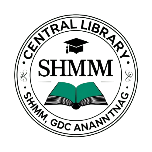 CENTRAL LIBRARY
SHMM
SHMM, GDC ANANNTNAG